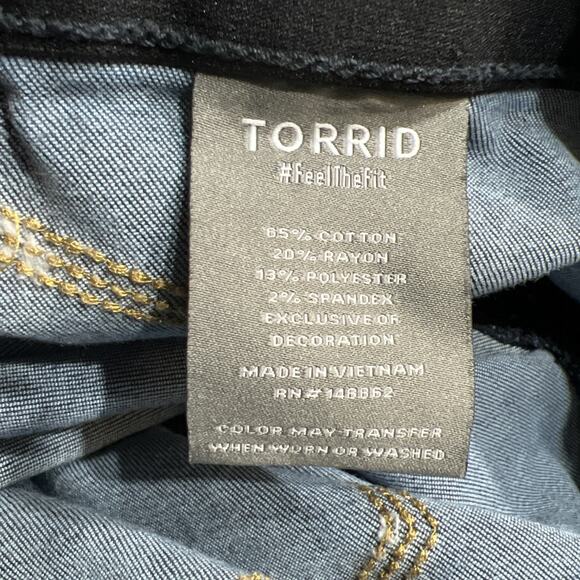 TORRID
#FeelTheFit
65% COTTON
20% RAYON
13% POLYESTER
2% SPANDEX
EXCLUSIVE OF
DECORATION
MADE IN VIETNAM
RN# 148862
COLOR MAY TRANSFER
WHEN WORN OR WASHED